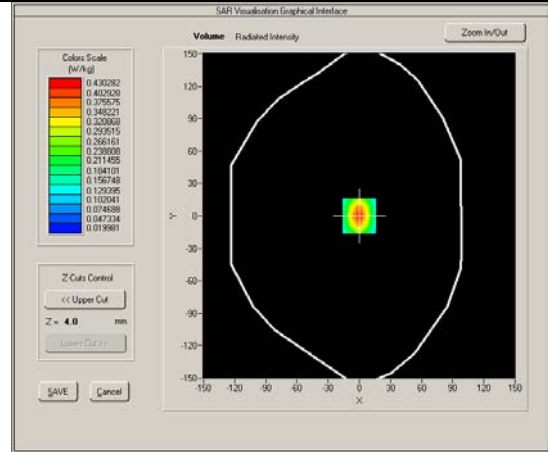 SAR Visualisation Graphical Interface
Volume Radiated Intensity
Zoom In/Out
Colors Scale
(W/kg)
0.430282
0.402928
0.375575
0.348221
0.320868
0.293515
0.266161
0.238808
0.211455
0.184101
0.156748
0.129395
0.102041
0.074688
0.047334
0.019981
Z-Cuts Control
<< Upper Cut
Z = 4.0 mm
Lower Cut >>
SAVE Cancel
150
120
90
60
30
0
-30
-60
-90
-120
-150
Y
-150 -120 -90 -60 -30 0 30 60 90 120 150
X